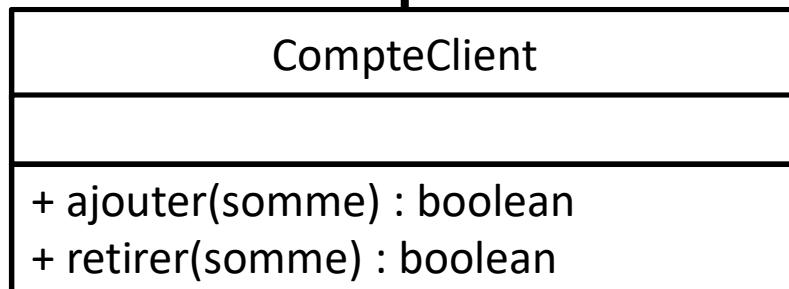 CompteClient
+ ajouter(somme) : boolean
+ retirer(somme) : boolean